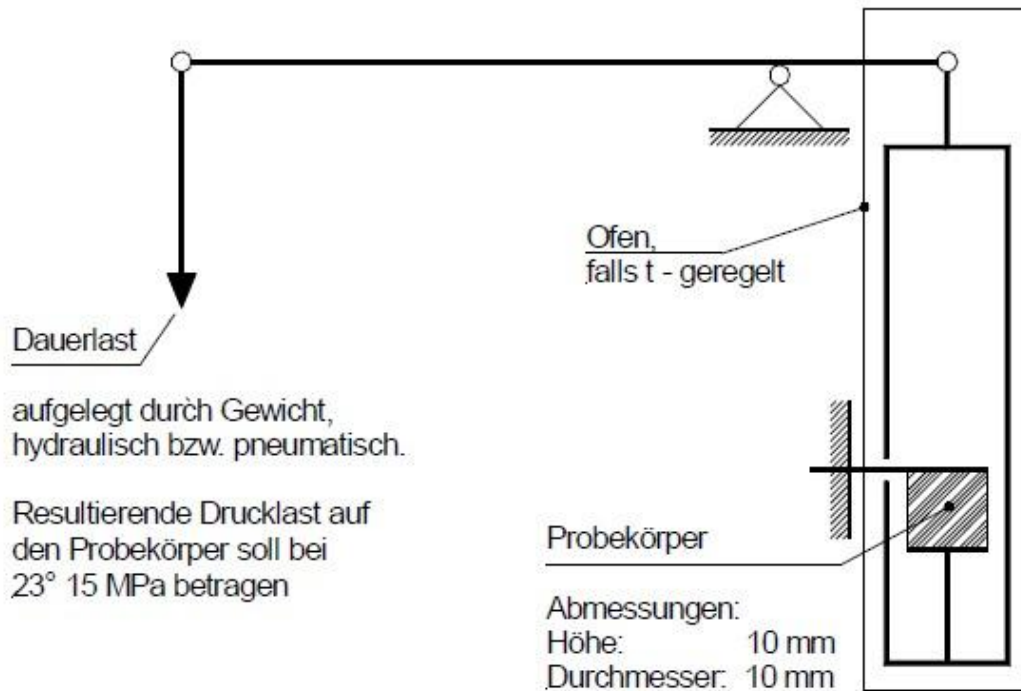 Ofen,
falls t - geregelt
Dauerlast
aufgelegt durch Gewicht,
hydraulisch bzw. pneumatisch.
Resultierende Drucklast auf
den Probekörper soll bei
23° 15 MPa betragen
Probekörper
Abmessungen:
Höhe: 10 mm
Durchmesser: 10 mm